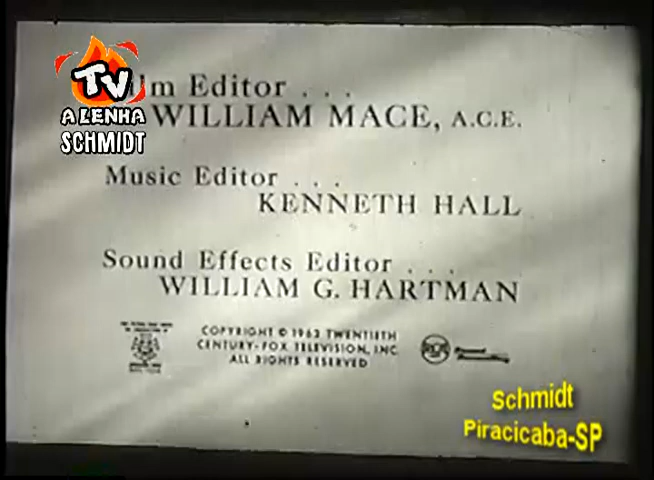 TV
A LENHA
SCHMIDT
Film Editor . . .
WILLIAM MACE, A.C.E.
Music Editor . . .
KENNETH HALL
Sound Effects Editor . . .
WILLIAM G. HARTMAN
COPYRIGHT © 1963 TWENTIETH
CENTURY-FOX TELEVISION, INC.
ALL RIGHTS RESERVED
RCA
Schmidt
Piracicaba-SP